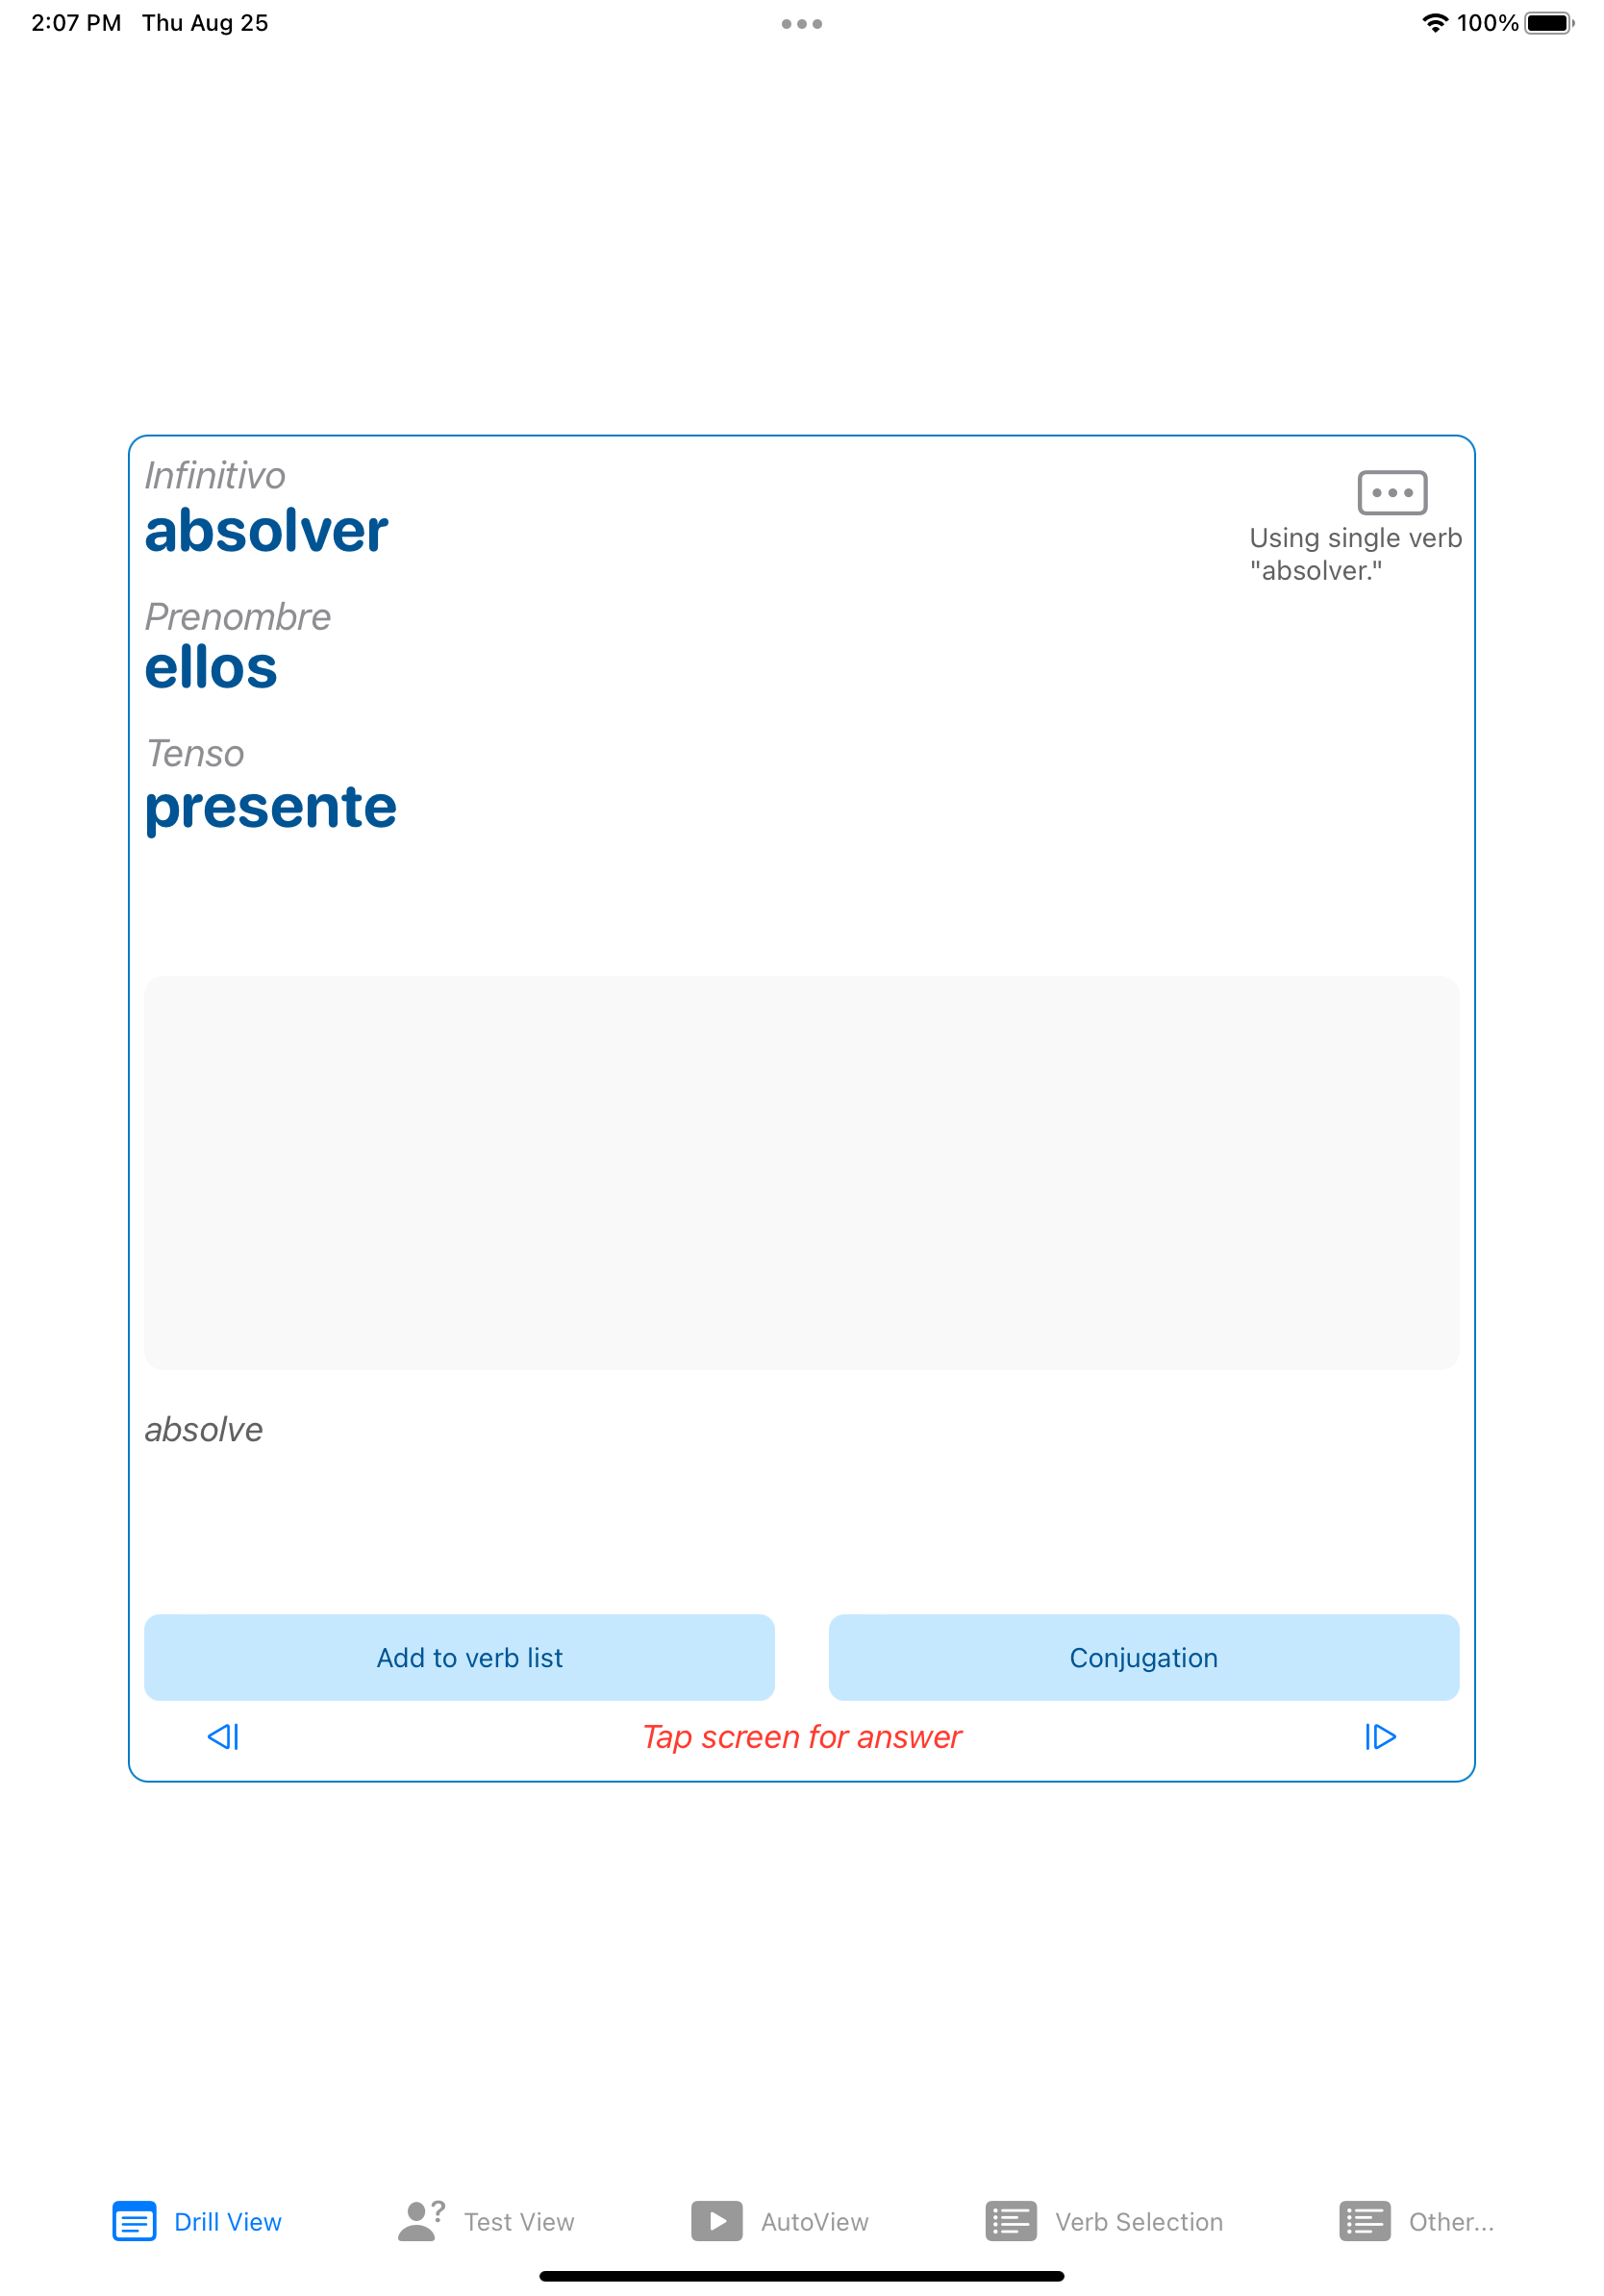 2:07 PM Thu Aug 25
100%
Infinitivo
absolver
Using single verb
"absolver."
Prenombre
ellos
Tenso
presente
absolve
Add to verb list
Conjugation
Tap screen for answer
Drill View
Test View
AutoView
Verb Selection
Other...